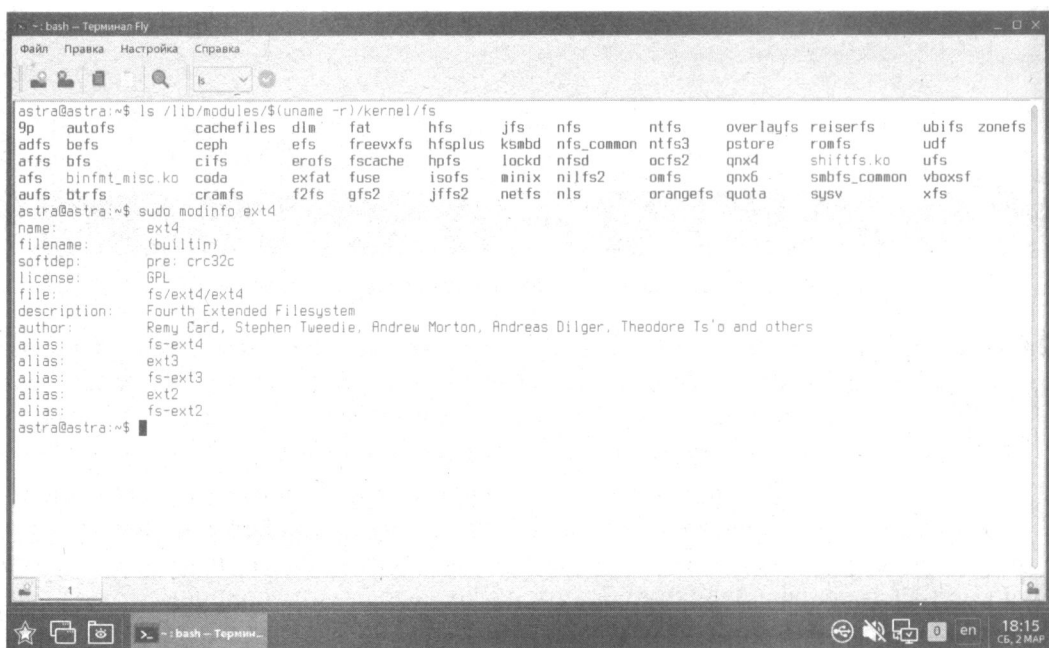 ~ : bash — Терминал Fly
Файл Правка Настройка Справка
ls
astra@astra:~$ ls /lib/modules/$(uname -r)/kernel/fs
9p autofs cachefiles dlm fat hfs jfs nfs ntfs overlayfs reiserfs ubifs zonefs
adfs befs ceph efs freevxfs hfsplus ksmbd nfs_common ntfs3 pstore romfs udf
affs bfs cifs erofs fscache hpfs lockd nfsd ocfs2 qnx4 shiftfs.ko ufs
afs binfmt_misc.ko coda exfat fuse isofs minix nilfs2 omfs qnx6 smbfs_common vboxsf
aufs btrfs cramfs f2fs gfs2 jffs2 netfs nls orangefs quota sysv xfs
astra@astra:~$ sudo modinfo ext4
name: ext4
filename: (builtin)
softdep: pre: crc32c
license: GPL
file: fs/ext4/ext4
description: Fourth Extended Filesystem
author: Remy Card, Stephen Tweedie, Andrew Morton, Andreas Dilger, Theodore Ts'o and others
alias: fs-ext4
alias: ext3
alias: fs-ext3
alias: ext2
alias: fs-ext2
astra@astra:~$
1
~ : bash — Термин...
0 en 18:15
СБ, 2 МАР